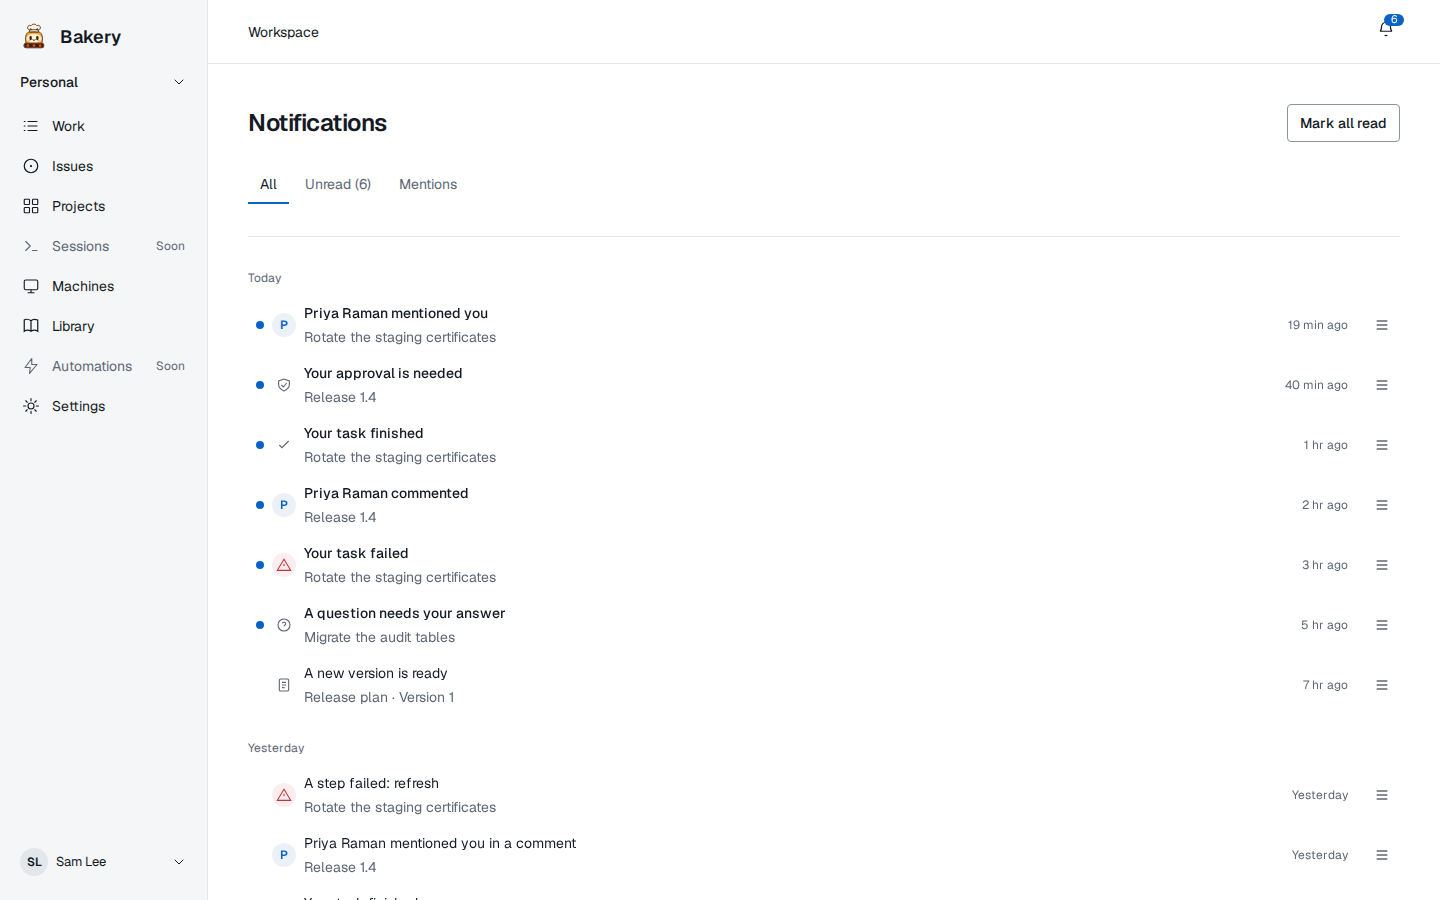 Bakery
Workspace
6
Personal
Work
Issues
Projects
Sessions Soon
Machines
Library
Automations Soon
Settings
SL Sam Lee
Notifications
Mark all read
All Unread (6) Mentions
Today
P Priya Raman mentioned you
Rotate the staging certificates
19 min ago
Your approval is needed
Release 1.4
40 min ago
Your task finished
Rotate the staging certificates
1 hr ago
P Priya Raman commented
Release 1.4
2 hr ago
Your task failed
Rotate the staging certificates
3 hr ago
A question needs your answer
Migrate the audit tables
5 hr ago
A new version is ready
Release plan · Version 1
7 hr ago
Yesterday
A step failed: refresh
Rotate the staging certificates
Yesterday
P Priya Raman mentioned you in a comment
Release 1.4
Yesterday